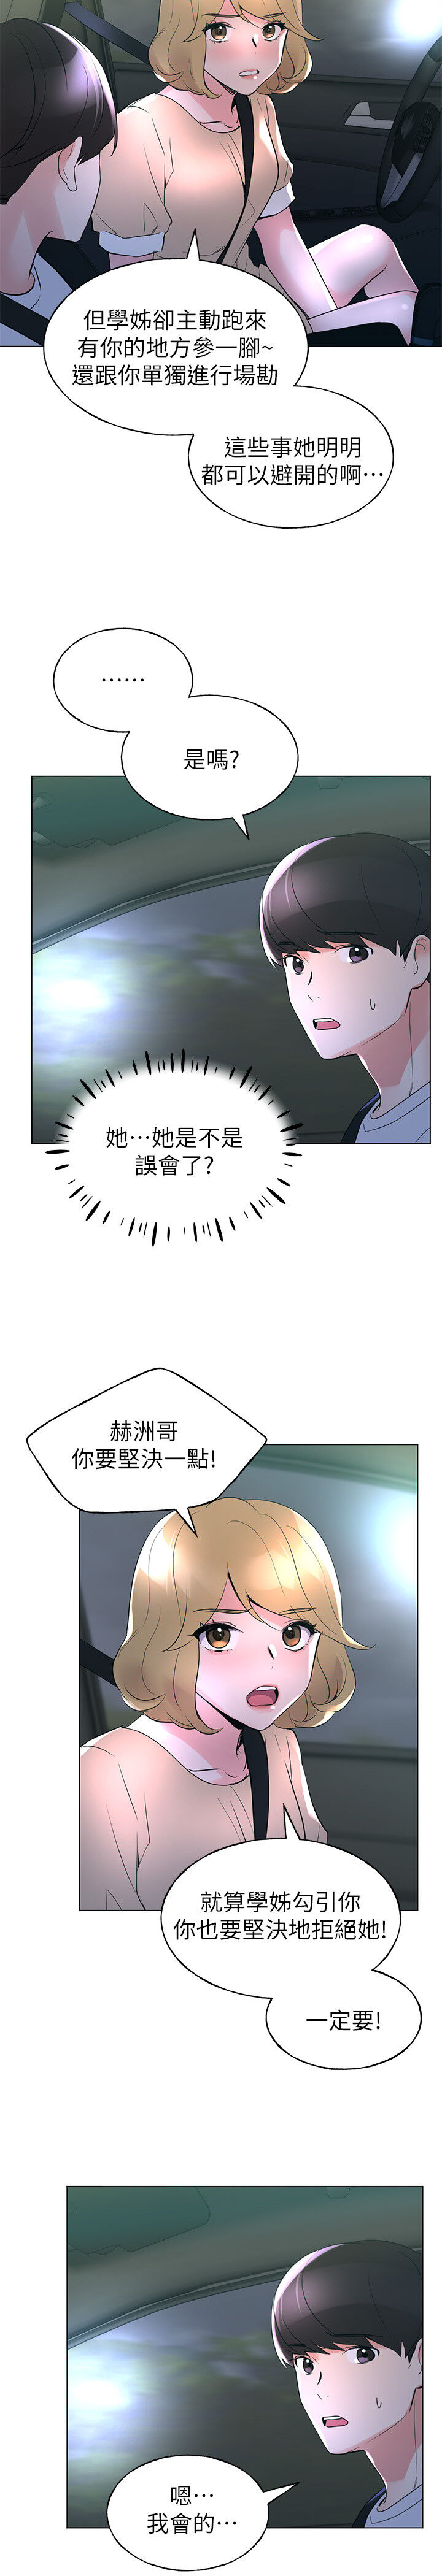 但學姊卻主動跑來
有你的地方參一腳~
還跟你單獨進行場勘
這些事她明明
都可以避開的啊⋯
⋯⋯
是嗎?
她⋯她是不是
誤會了?
赫洲哥
你要堅決一點!
就算學姊勾引你
你也要堅決地拒絕她!
一定要!
嗯⋯
我會的⋯